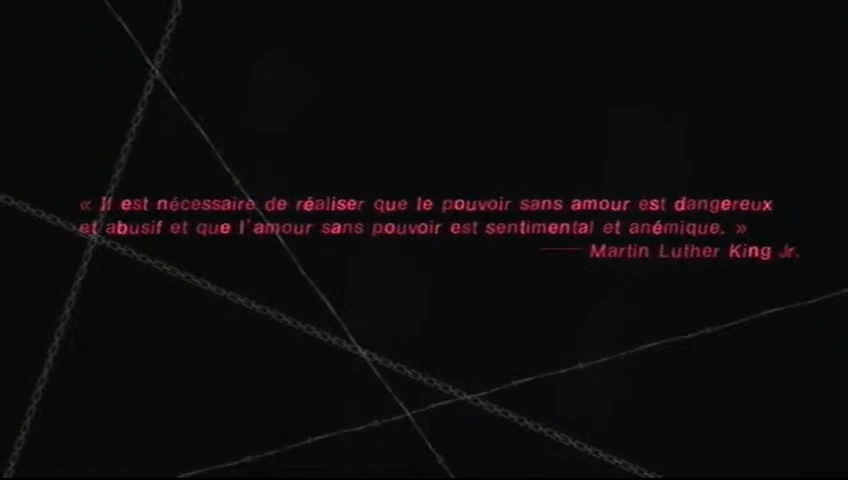 « Il est nécessaire de réaliser que le pouvoir sans amour est dangereux
et abusif et que l'amour sans pouvoir est sentimental et anémique. »
—— Martin Luther King Jr.